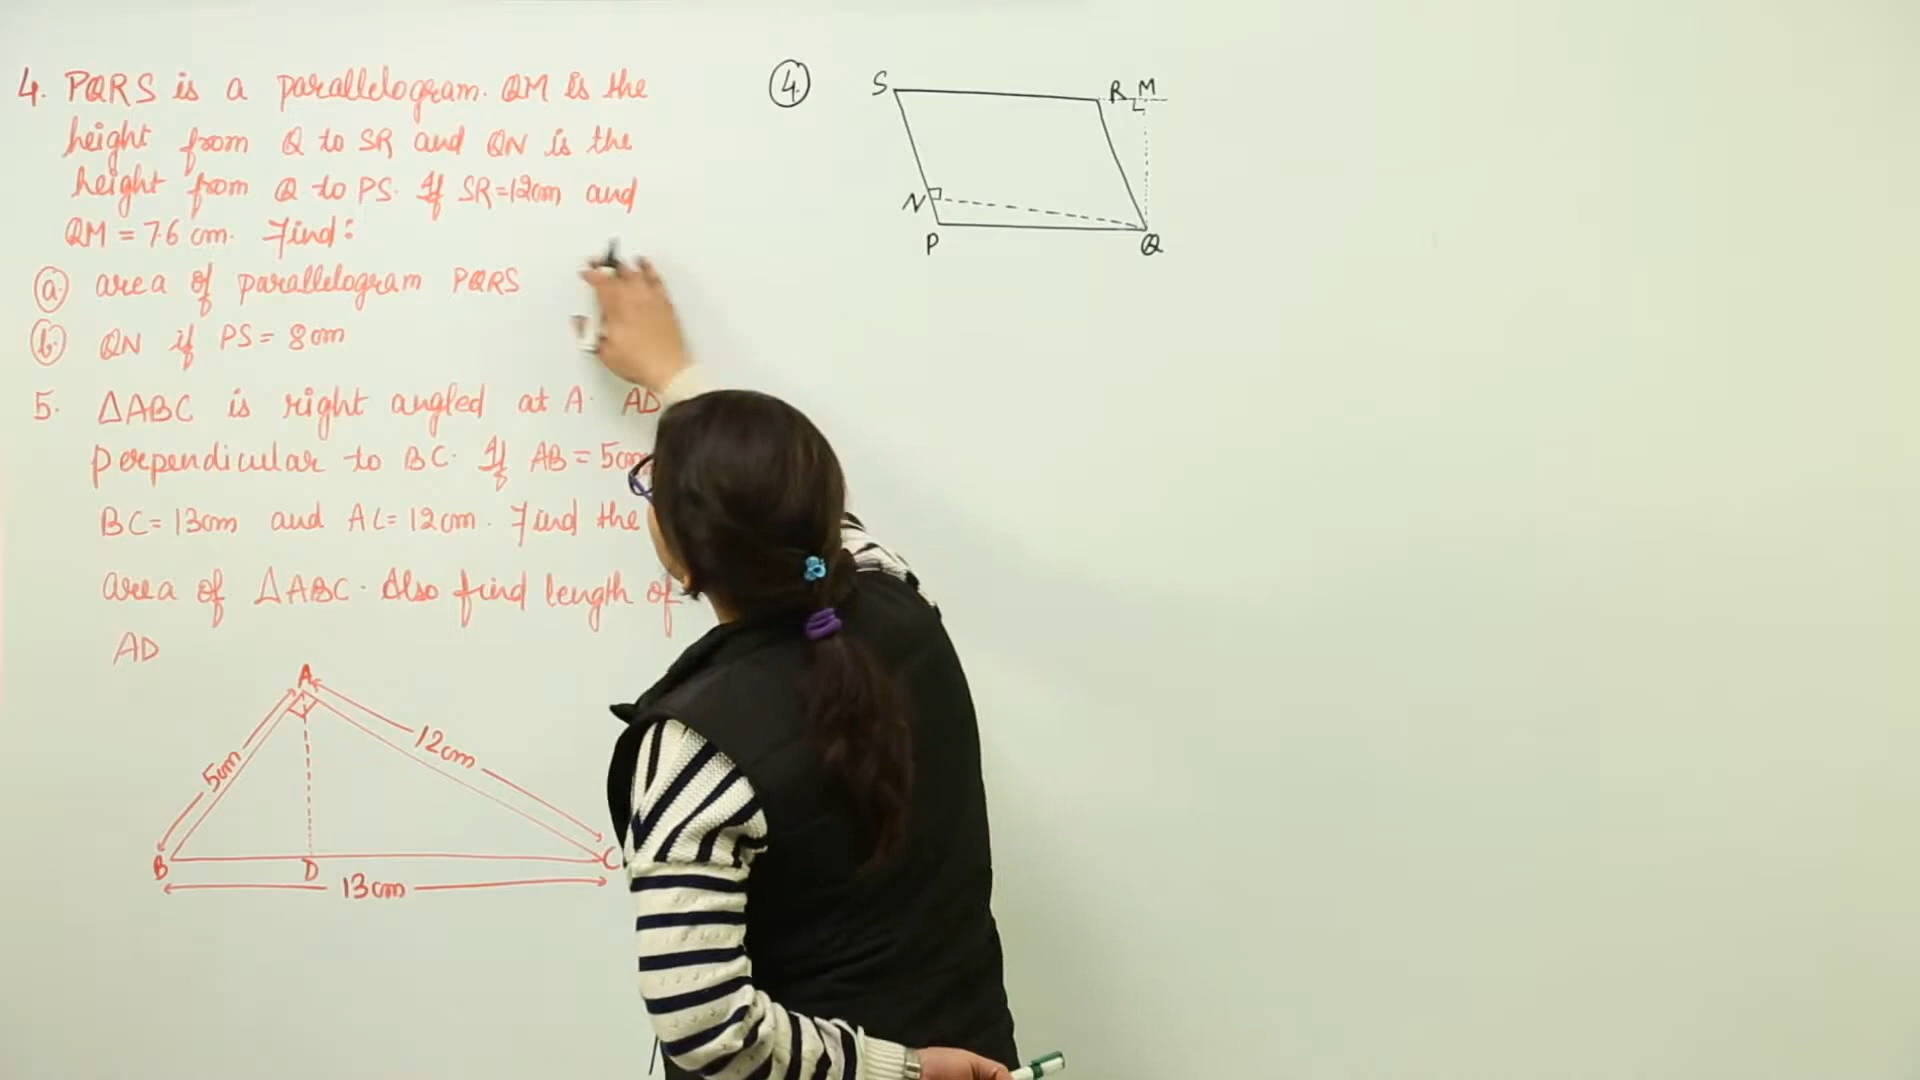 4. PQRS is a parallelogram. QM is the
height from Q to SR and QN is the
height from Q to PS. If SR=12cm and
QM = 7.6 cm. Find:
(a) area of parallelogram PQRS
(b) QN if PS = 8cm
5. △ABC is right angled at A. AD
perpendicular to BC. If AB = 5cm
BC = 13cm and AC = 12cm. Find the
area of △ABC. Also find length of
AD
A
5cm
12cm
B
D
C
13cm
(4.)
S
R
M
N
P
Q